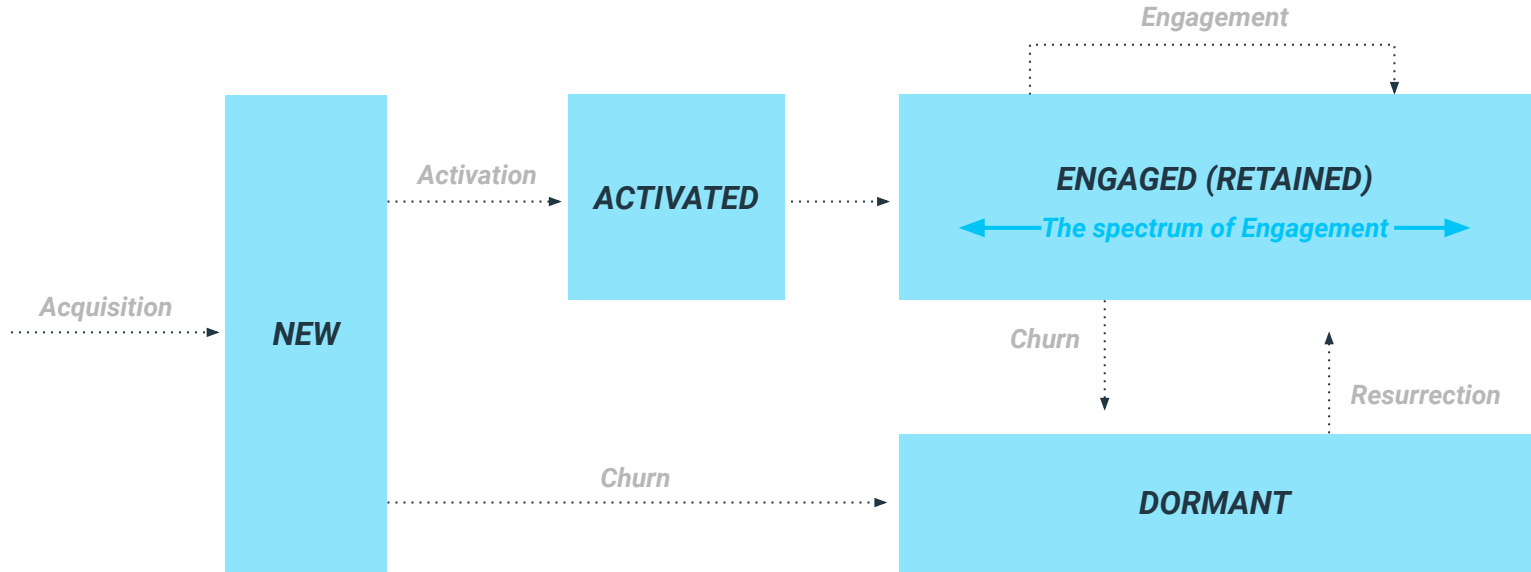 Engagement
Activation
ACTIVATED
ENGAGED (RETAINED)
The spectrum of Engagement
Acquisition
NEW
Churn
Resurrection
Churn
DORMANT